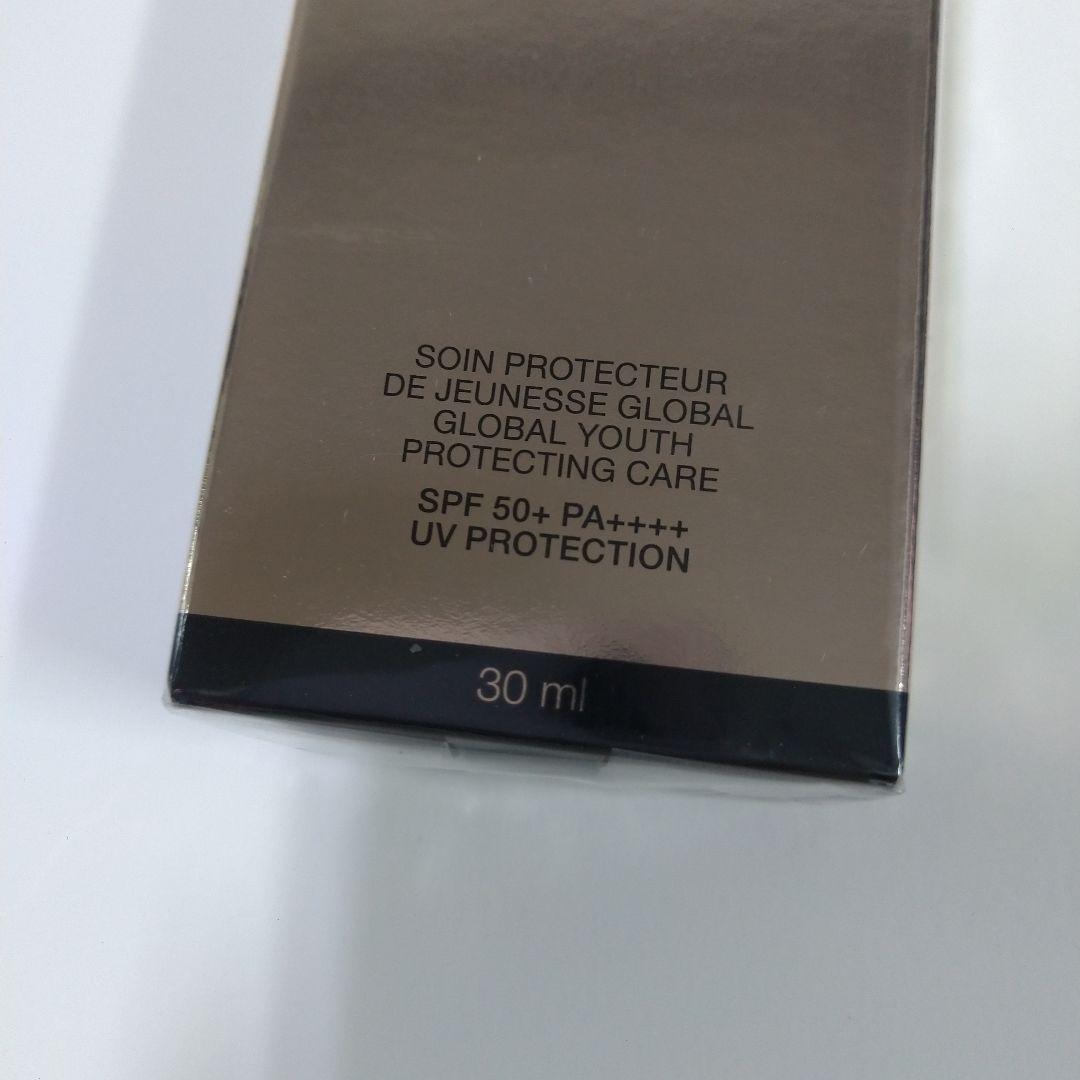 SOIN PROTECTEUR
DE JEUNESSE GLOBAL
GLOBAL YOUTH
PROTECTING CARE
SPF 50+ PA++++
UV PROTECTION
30 ml